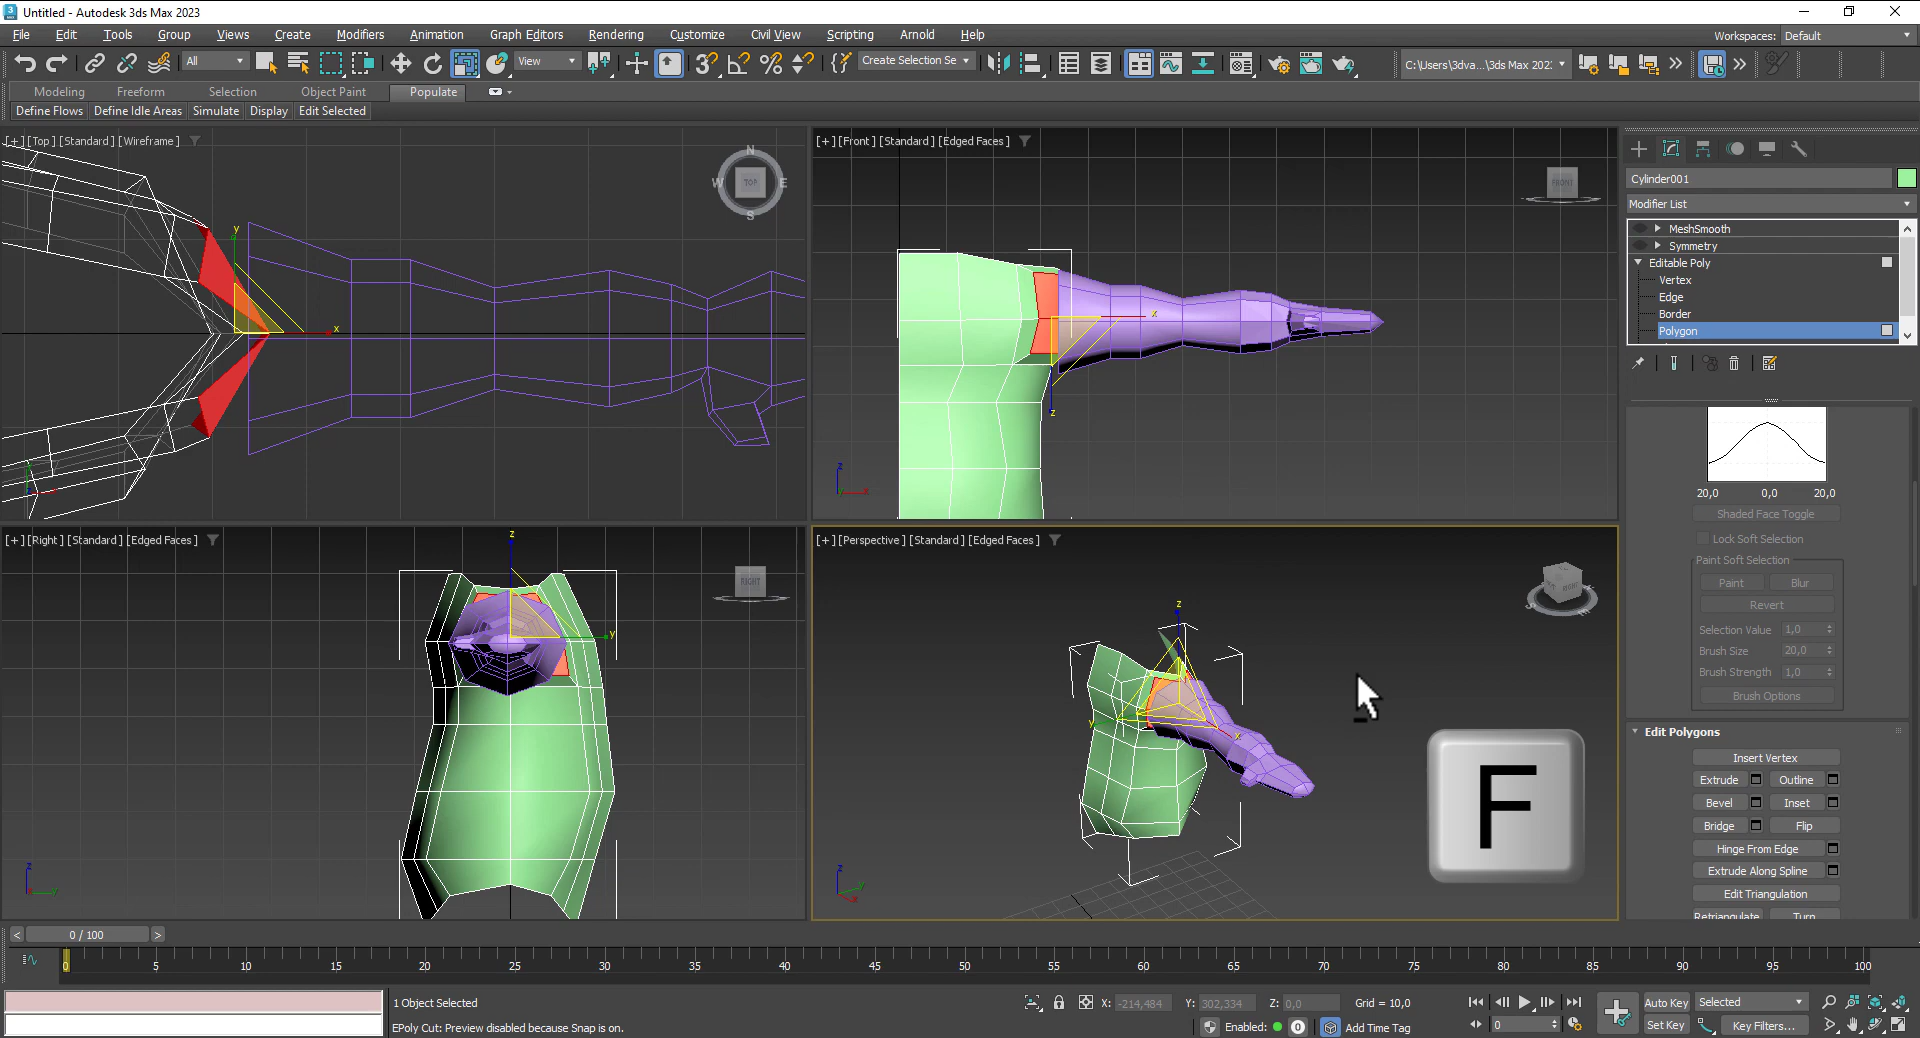 Untitled - Autodesk 3ds Max 2023
File Edit Tools Group Views Create Modifiers Animation Graph Editors Rendering Customize Civil View Scripting Arnold Help
Workspaces: Default
All View Create Selection Se C:\Users\3dva...\3ds Max 202:
Modeling Freeform Selection Object Paint Populate
Define Flows Define Idle Areas Simulate Display Edit Selected
[+] [Top] [Standard] [Wireframe]
[+] [Front] [Standard] [Edged Faces]
N
W TOP E
S
FRONT
y
x
x
z
z
x
Cylinder001
Modifier List
MeshSmooth
Symmetry
Editable Poly
Vertex
Edge
Border
Polygon
20,0 0,0 20,0
Shaded Face Toggle
Lock Soft Selection
Paint Soft Selection
Paint Blur
Revert
Selection Value 1,0
Brush Size 20,0
Brush Strength 1,0
Brush Options
Edit Polygons
Insert Vertex
Extrude Outline
Bevel Inset
Bridge Flip
Hinge From Edge
Extrude Along Spline
Edit Triangulation
Retriangulate Turn
[+] [Right] [Standard] [Edged Faces]
RIGHT
z
y
z
y
[+] [Perspective] [Standard] [Edged Faces]
RIGHT
S
E
z
y
x
F
z
y
x
< 0 / 100 >
0 5 10 15 20 25 30 35 40 45 50 55 60 65 70 75 80 85 90 95 100
1 Object Selected
X: -214,484 Y: 302,334 Z: 0,0 Grid = 10,0
Auto Key Selected
EPoly Cut: Preview disabled because Snap is on.
Enabled: 0 Add Time Tag
0
Set Key Key Filters...